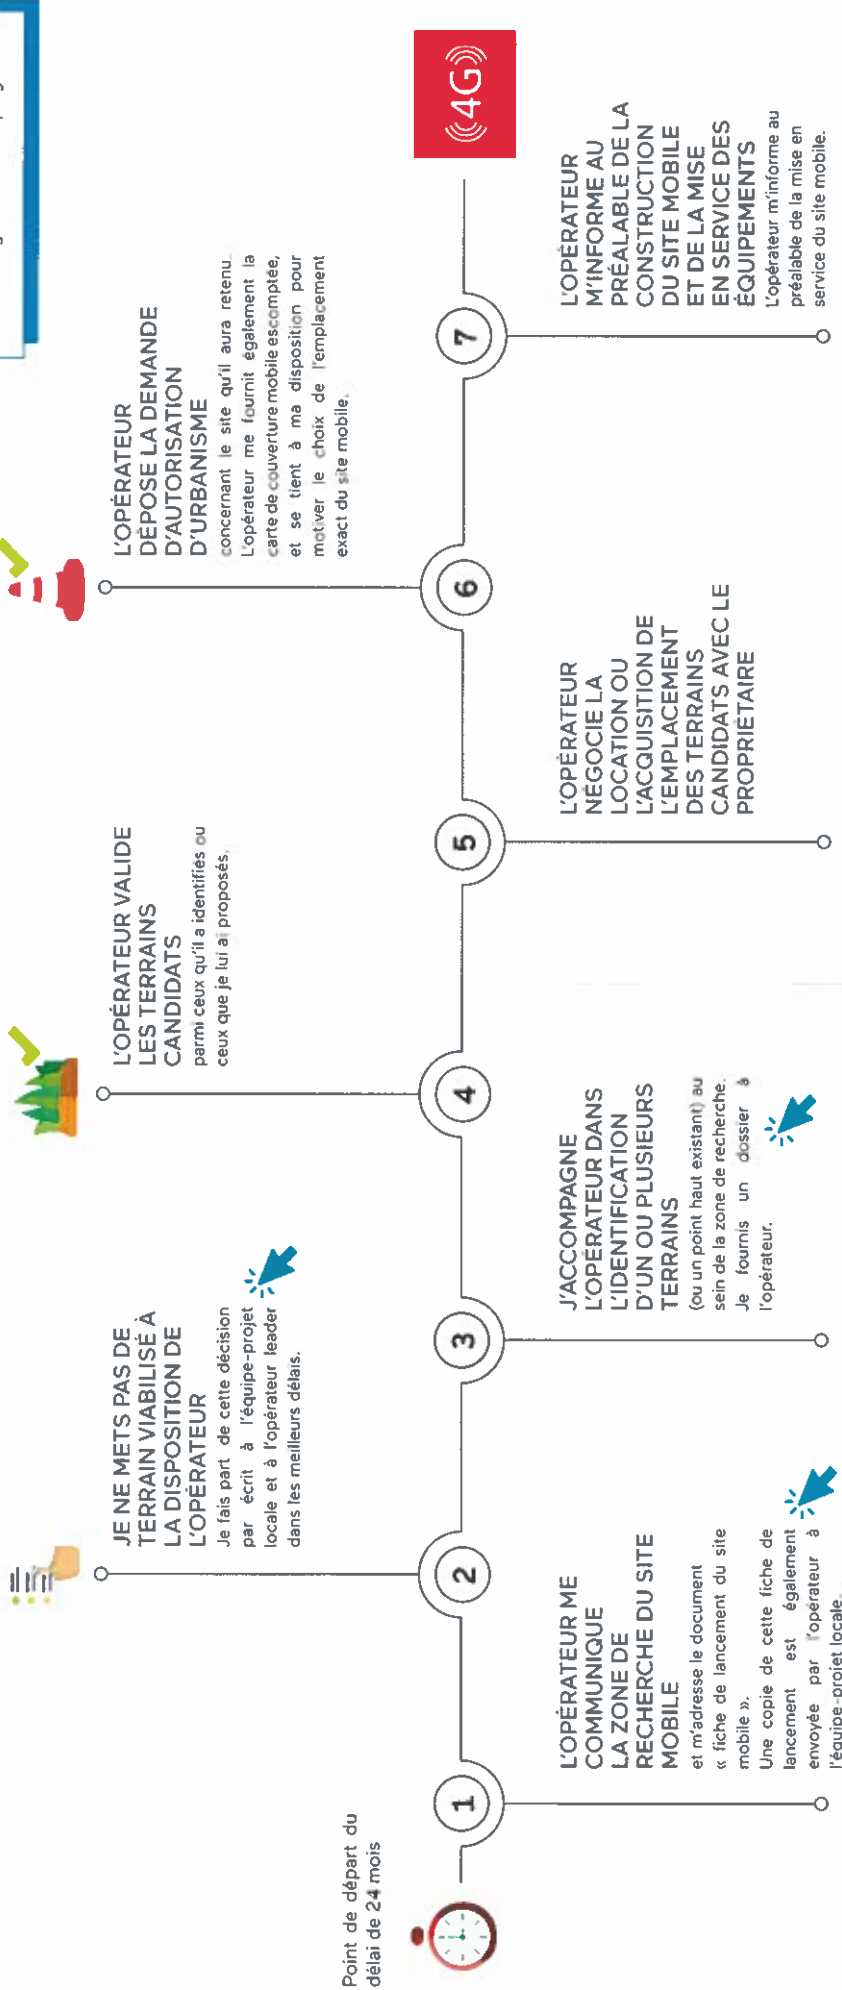 Point de départ du
délai de 24 mois
1
L'OPÉRATEUR ME
COMMUNIQUE
LA ZONE DE
RECHERCHE DU SITE
MOBILE
et m'adresse le document
« fiche de lancement du site
mobile ».
Une copie de cette fiche de
lancement est également
envoyée par l'opérateur à
l'équipe-projet locale.
2
JE NE METS PAS DE
TERRAIN VIABILISÉ À
LA DISPOSITION DE
L'OPÉRATEUR
Je fais part de cette décision
par écrit à l'équipe-projet
locale et à l'opérateur leader
dans les meilleurs délais.
3
J'ACCOMPAGNE
L'OPÉRATEUR DANS
L'IDENTIFICATION
D'UN OU PLUSIEURS
TERRAINS
(ou un point haut existant) au
sein de la zone de recherche.
Je fournis un dossier à
l'opérateur.
4
L'OPÉRATEUR VALIDE
LES TERRAINS
CANDIDATS
parmi ceux qu'il a identifiés ou
ceux que je lui ai proposés.
5
L'OPÉRATEUR
NÉGOCIE LA
LOCATION OU
L'ACQUISITION DE
L'EMPLACEMENT
DES TERRAINS
CANDIDATS AVEC LE
PROPRIÉTAIRE
6
L'OPÉRATEUR
DÉPOSE LA DEMANDE
D'AUTORISATION
D'URBANISME
concernant le site qu'il aura retenu.
L'opérateur me fournit également la
carte de couverture mobile escomptée,
et se tient à ma disposition pour
motiver le choix de l'emplacement
exact du site mobile.
7
L'OPÉRATEUR
M'INFORME AU
PRÉALABLE DE LA
CONSTRUCTION
DU SITE MOBILE
ET DE LA MISE
EN SERVICE DES
ÉQUIPEMENTS
L'opérateur m'informe au
préalable de la mise en
service du site mobile.
((4G))